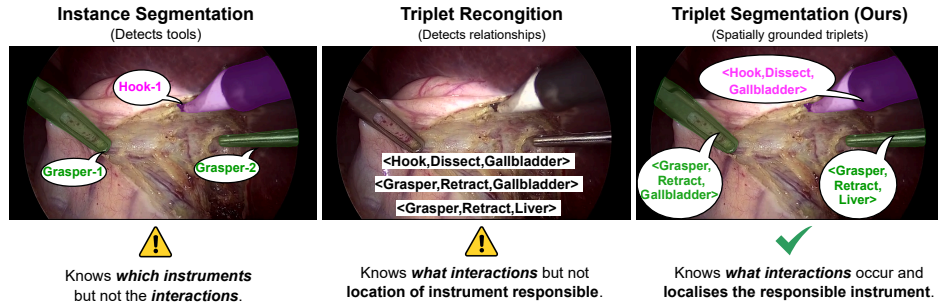 Instance Segmentation
(Detects tools)
Hook-1
Grasper-1
Grasper-2
Knows which instruments
but not the interactions.
Triplet Recongition
(Detects relationships)
<Hook,Dissect,Gallbladder>
<Grasper,Retract,Gallbladder>
<Grasper,Retract,Liver>
Knows what interactions but not
location of instrument responsible.
Triplet Segmentation (Ours)
(Spatially grounded triplets)
<Hook,Dissect,
Gallbladder>
<Grasper,
Retract,
Gallbladder>
<Grasper,
Retract,
Liver>
Knows what interactions occur and
localises the responsible instrument.